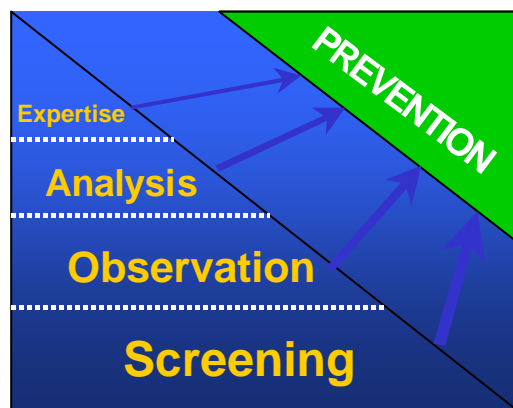 PREVENTION
Expertise
Analysis
Observation
Screening